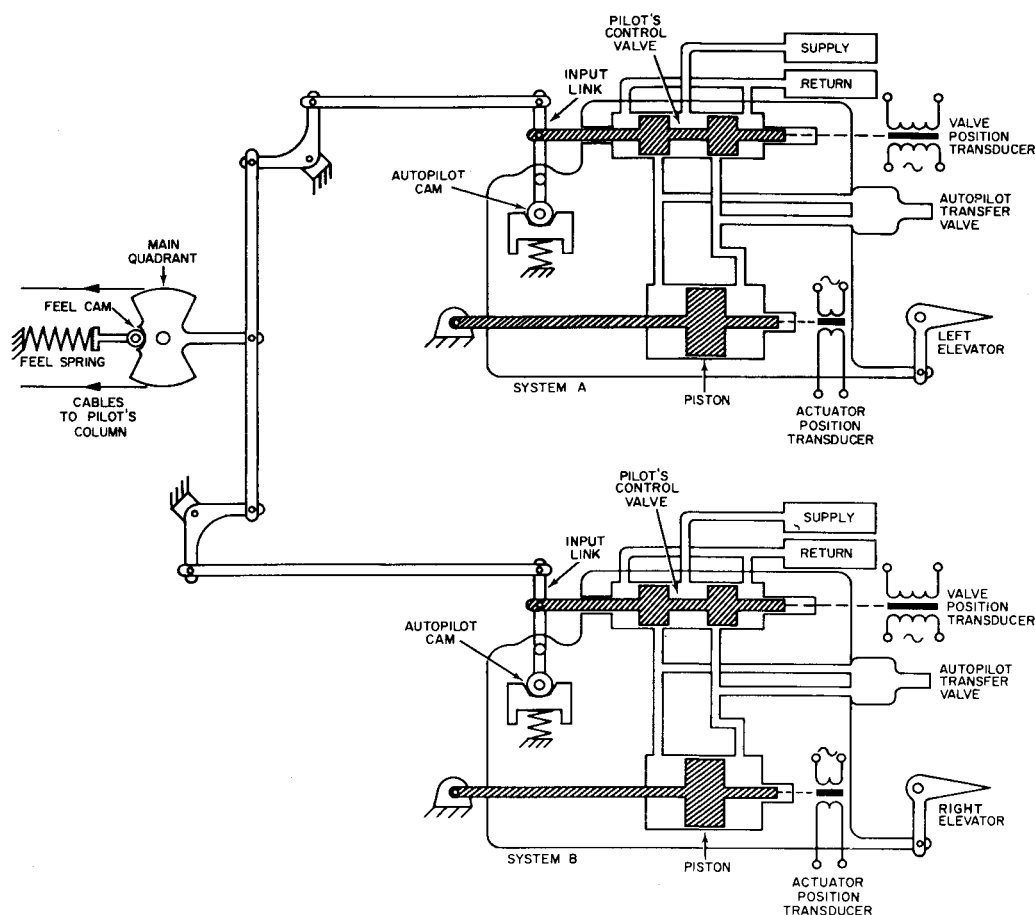 PILOT'S
CONTROL
VALVE
SUPPLY
RETURN
INPUT
LINK
VALVE
POSITION
TRANSDUCER
AUTOPILOT
CAM
AUTOPILOT
TRANSFER
VALVE
MAIN
QUADRANT
FEEL CAM
FEEL SPRING
CABLES
TO PILOT'S
COLUMN
LEFT
ELEVATOR
SYSTEM A
PISTON
ACTUATOR
POSITION
TRANSDUCER
PILOT'S
CONTROL
VALVE
SUPPLY
RETURN
INPUT
LINK
VALVE
POSITION
TRANSDUCER
AUTOPILOT
CAM
AUTOPILOT
TRANSFER
VALVE
RIGHT
ELEVATOR
SYSTEM B
PISTON
ACTUATOR
POSITION
TRANSDUCER